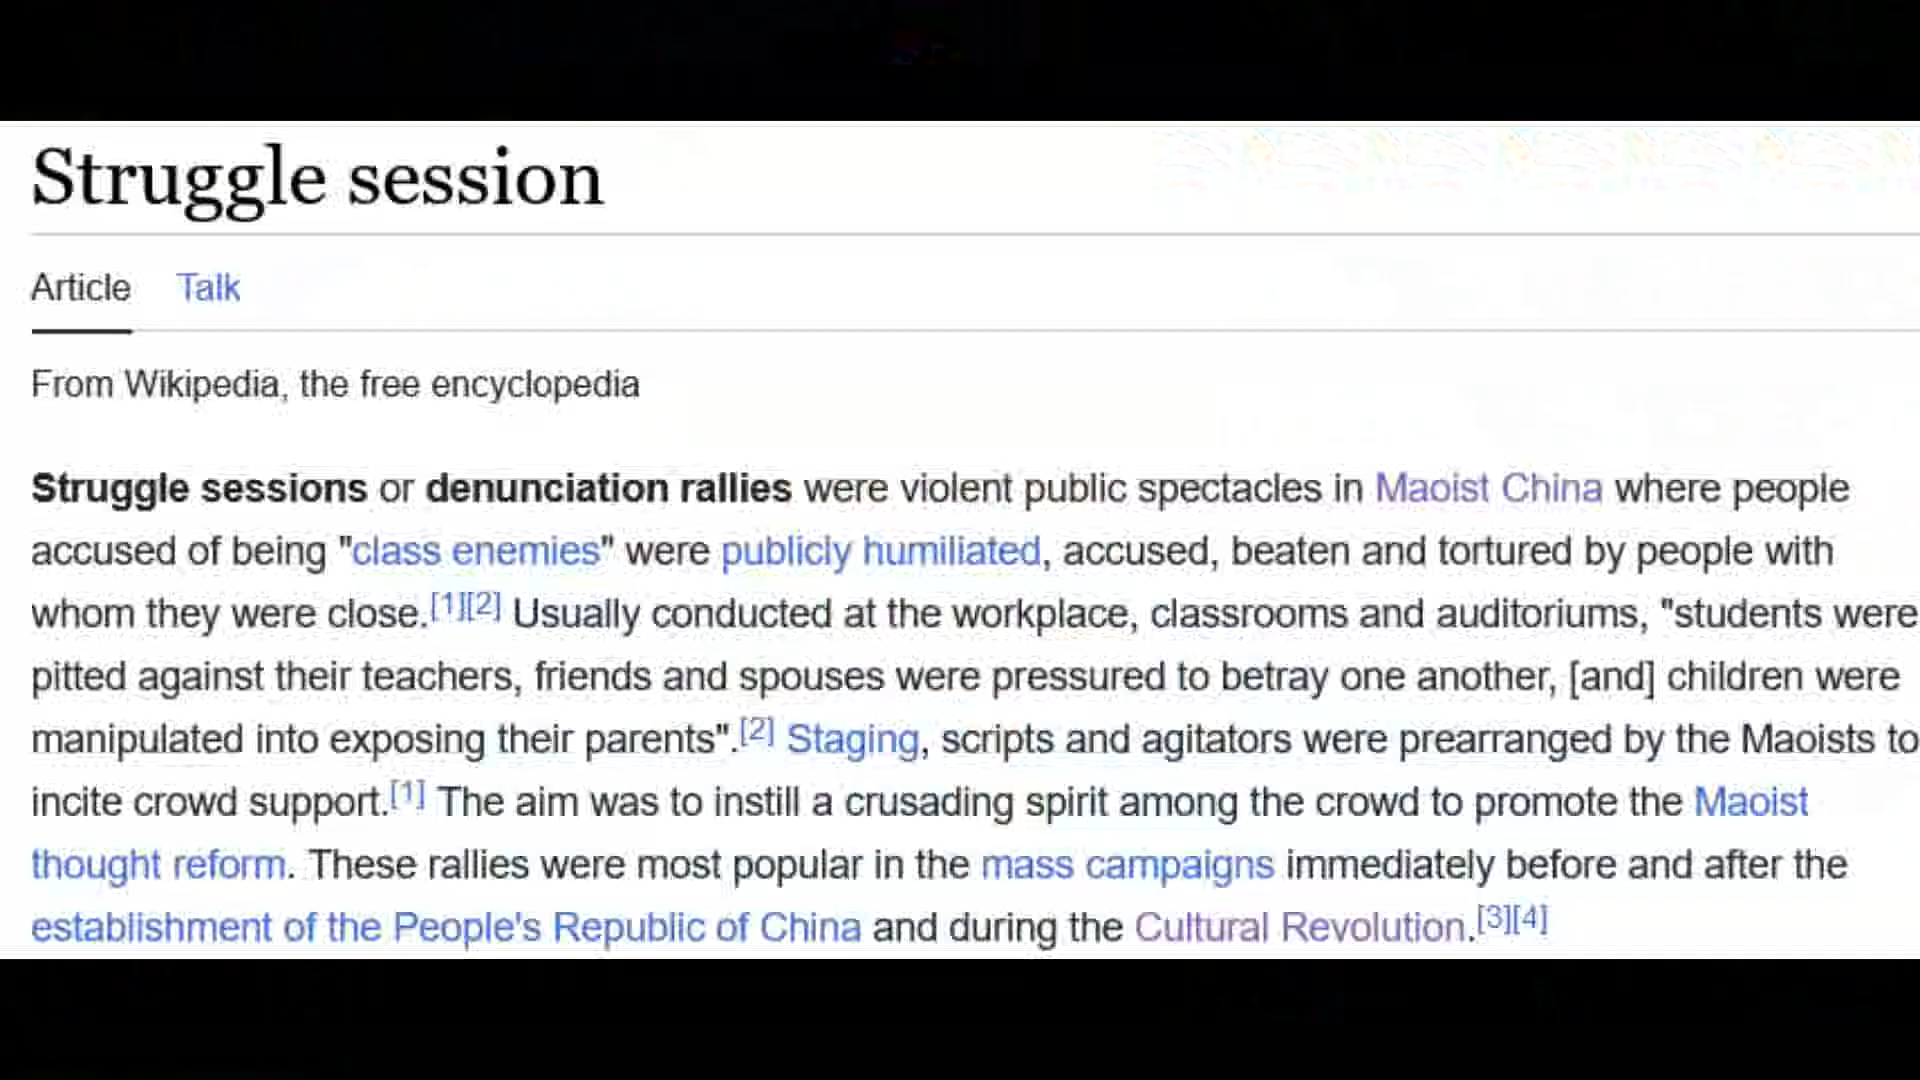 Struggle session
Article Talk
From Wikipedia, the free encyclopedia
Struggle sessions or denunciation rallies were violent public spectacles in Maoist China where people
accused of being "class enemies" were publicly humiliated, accused, beaten and tortured by people with
whom they were close.[1][2] Usually conducted at the workplace, classrooms and auditoriums, "students were
pitted against their teachers, friends and spouses were pressured to betray one another, [and] children were
manipulated into exposing their parents".[2] Staging, scripts and agitators were prearranged by the Maoists to
incite crowd support.[1] The aim was to instill a crusading spirit among the crowd to promote the Maoist
thought reform. These rallies were most popular in the mass campaigns immediately before and after the
establishment of the People's Republic of China and during the Cultural Revolution.[3][4]